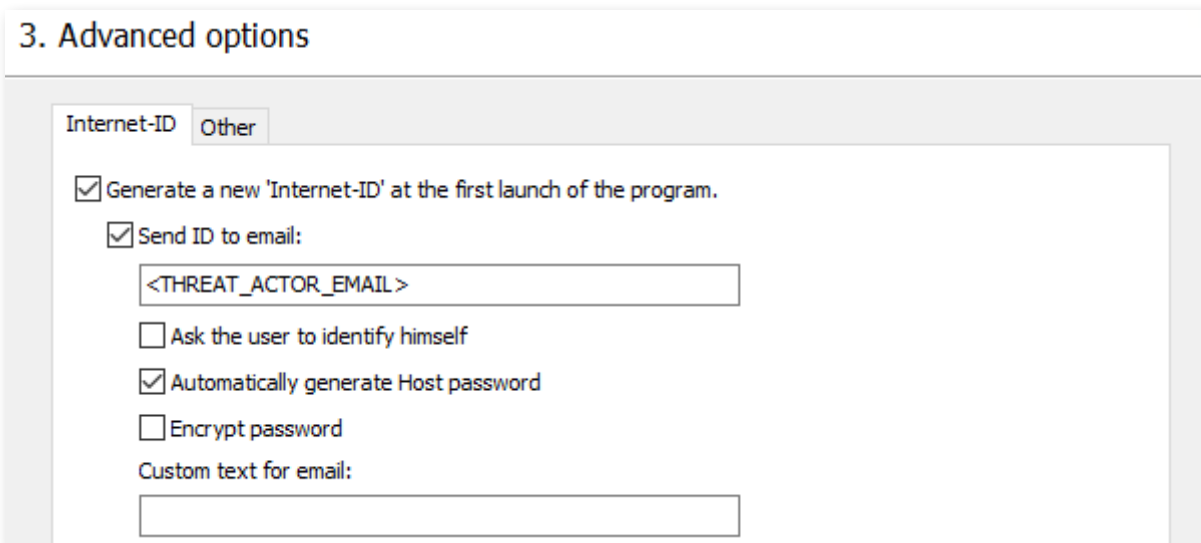 3. Advanced options
Internet-ID Other
Generate a new 'Internet-ID' at the first launch of the program.
Send ID to email:
<THREAT_ACTOR_EMAIL>
Ask the user to identify himself
Automatically generate Host password
Encrypt password
Custom text for email: